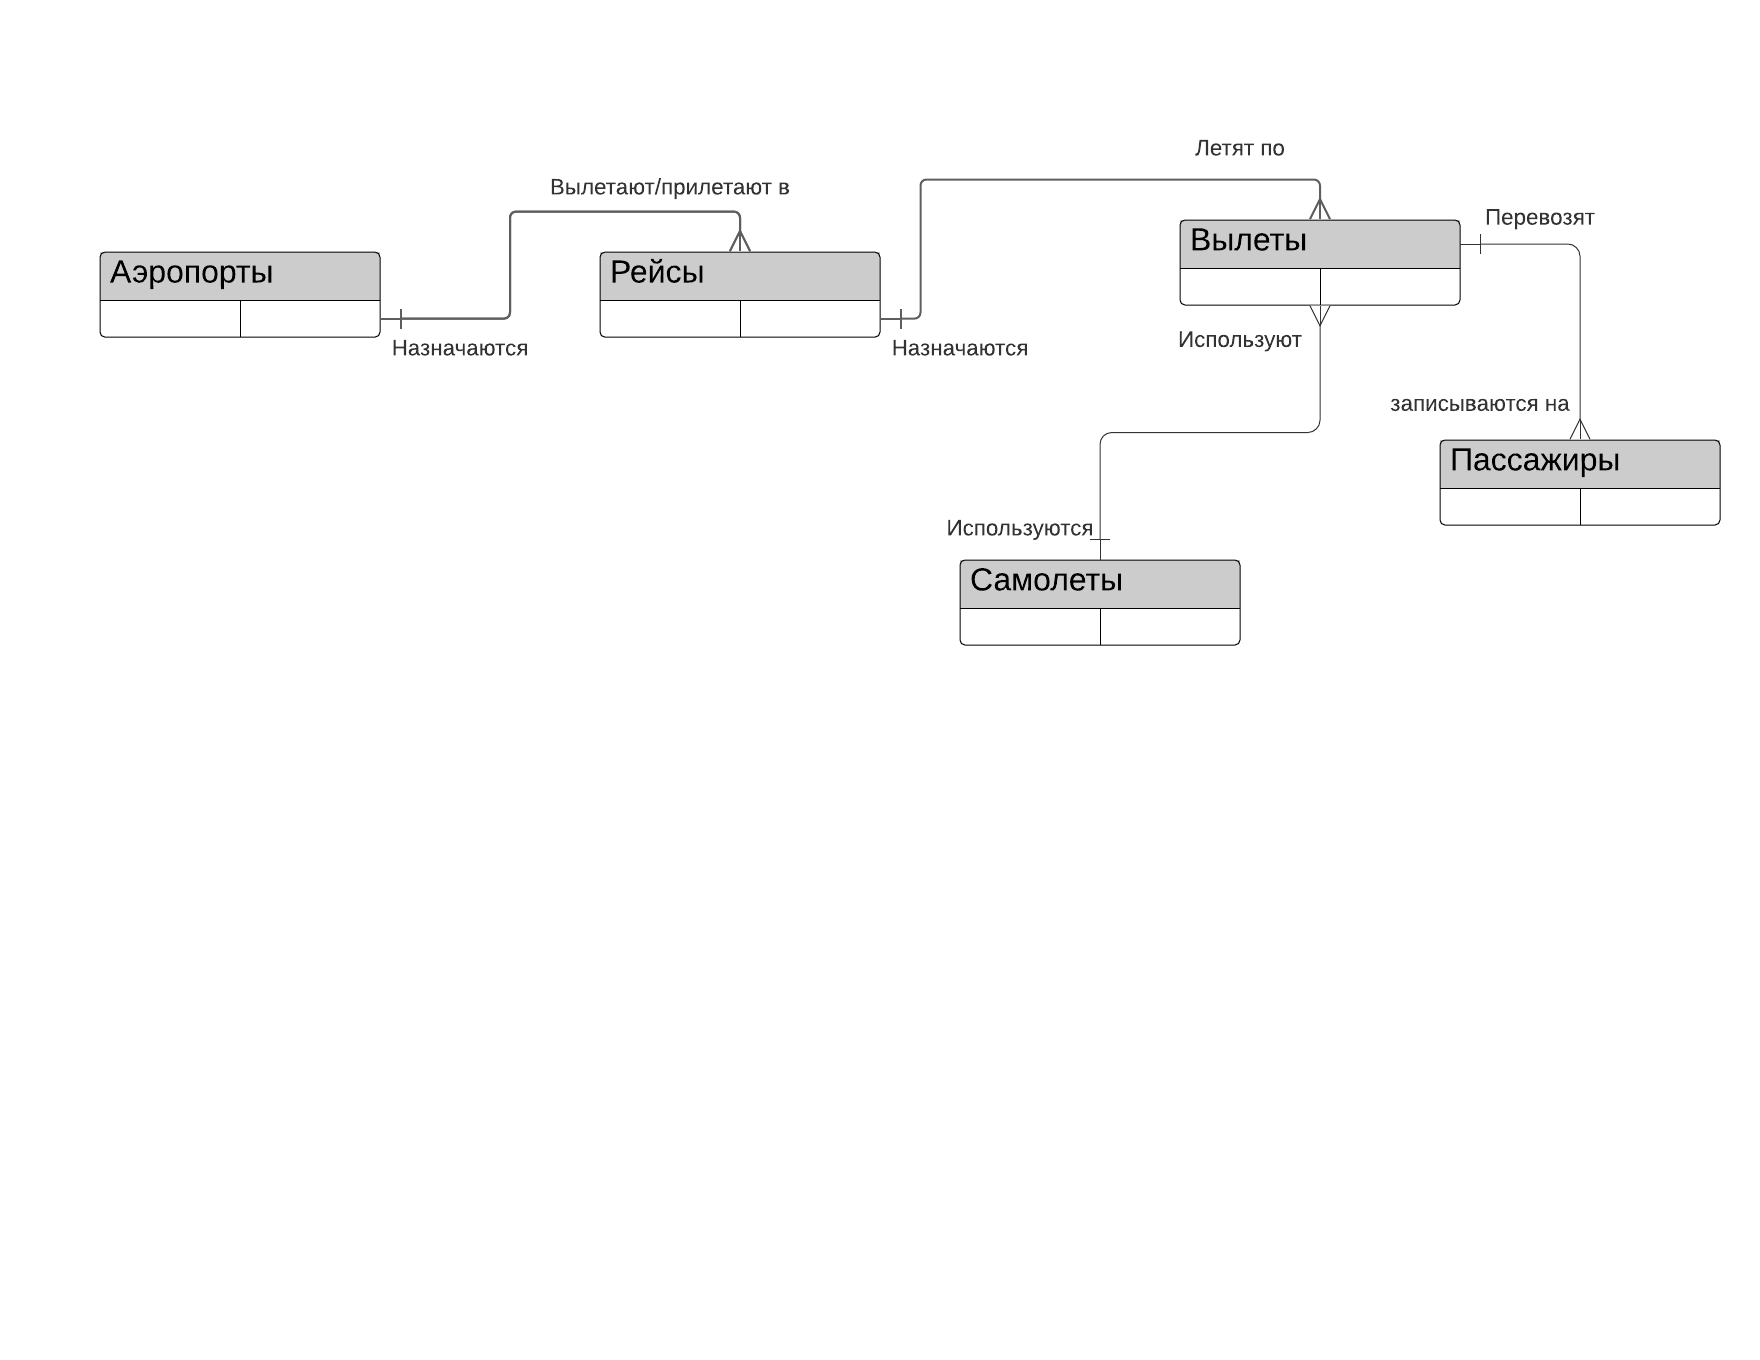 Летят по
Вылетают/прилетают в
Перевозят
Вылеты
Аэропорты
Рейсы
Назначаются
Назначаются
Используют
записываются на
Пассажиры
Используются
Самолеты